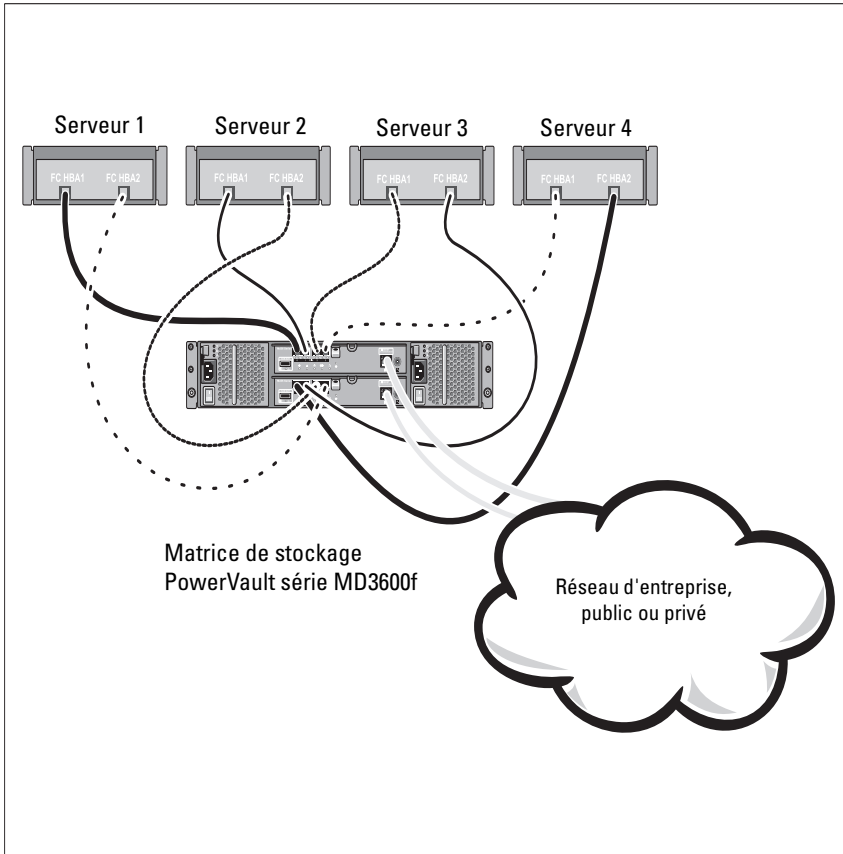 Serveur 1
Serveur 2
Serveur 3
Serveur 4
FC HBA1 FC HBA2
FC HBA1 FC HBA2
FC HBA1 FC HBA2
FC HBA1 FC HBA2
Matrice de stockage
PowerVault série MD3600f
Réseau d'entreprise,
public ou privé